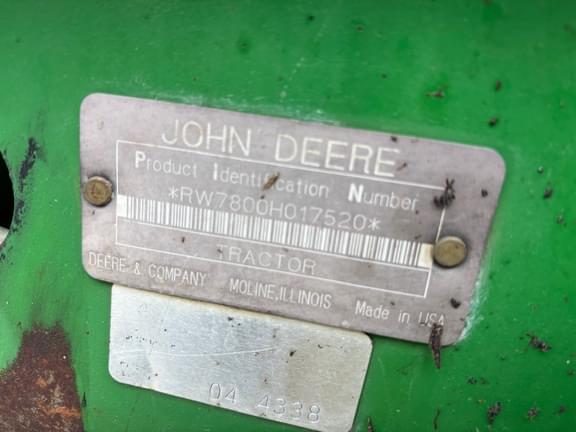 JOHN DEERE
Product Identification Number
*RW7800H017520*
TRACTOR
DEERE & COMPANY MOLINE, ILLINOIS Made in USA
04 4338